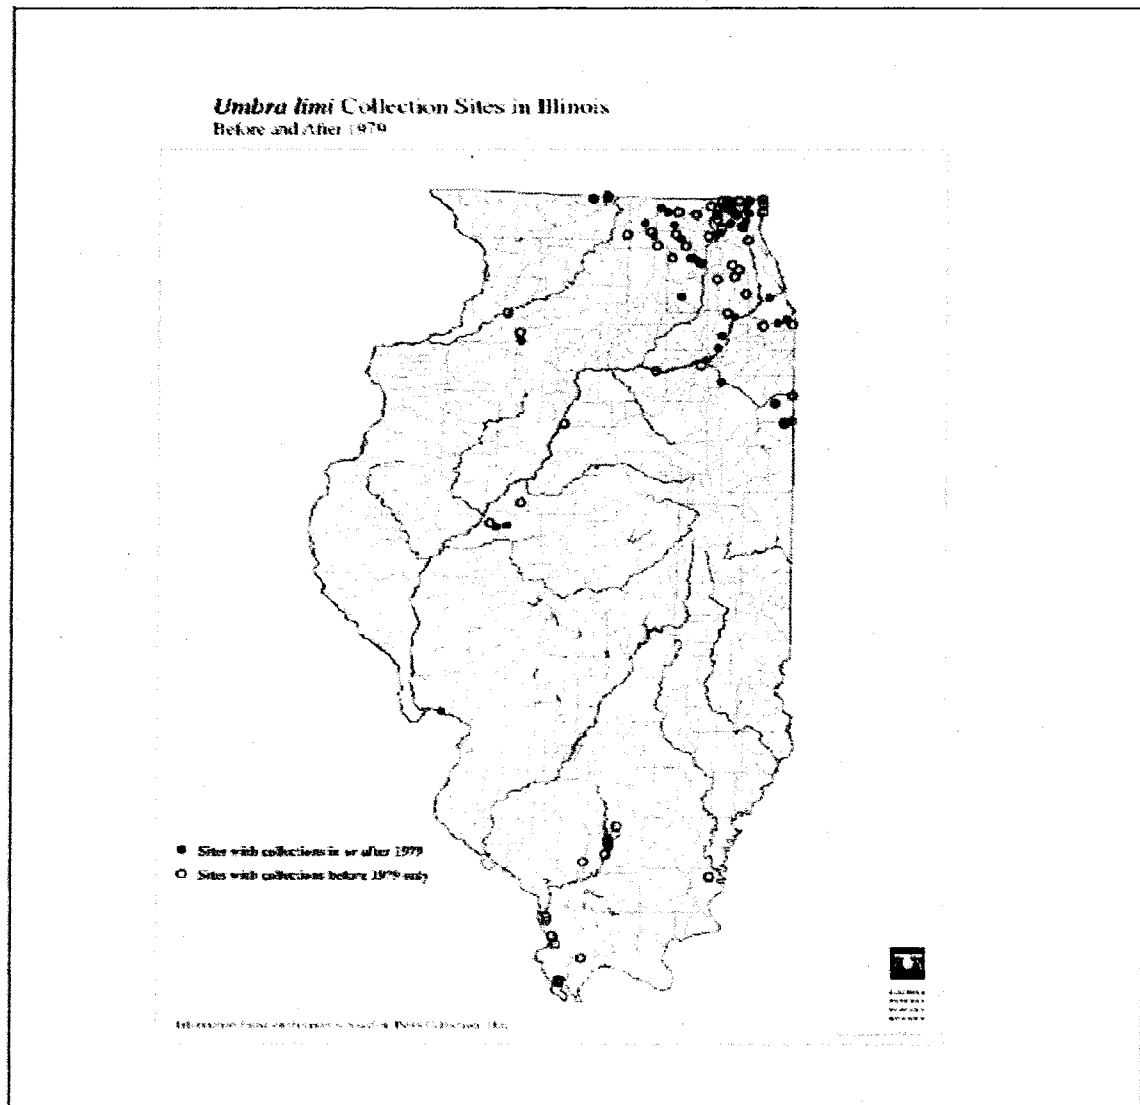 Umbra limi Collection Sites in Illinois
Before and After 1979
Sites with collections in or after 1979
Sites with collections before 1979 only